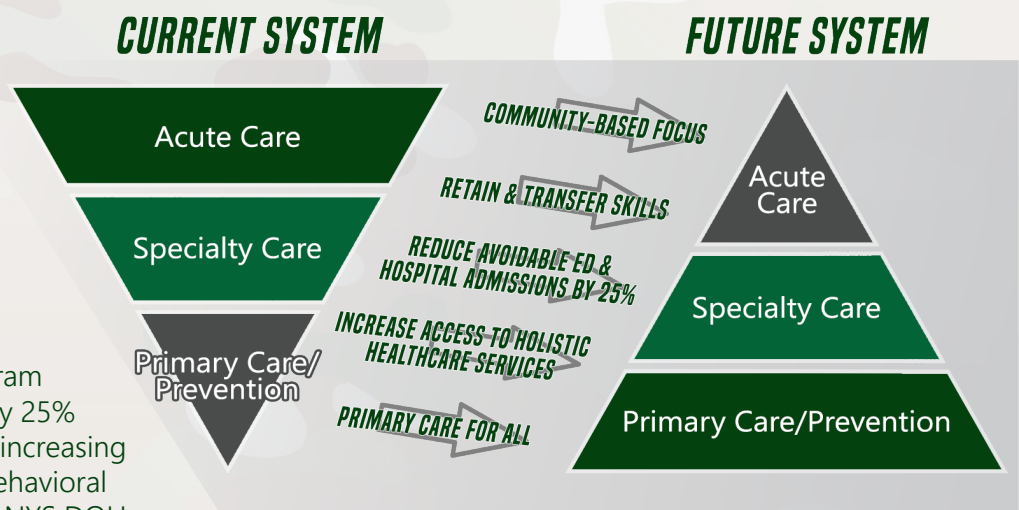 CURRENT SYSTEM
FUTURE SYSTEM
Acute Care
Specialty Care
Primary Care/
Prevention
COMMUNITY-BASED FOCUS
RETAIN & TRANSFER SKILLS
REDUCE AVOIDABLE ED &
HOSPITAL ADMISSIONS BY 25%
INCREASE ACCESS TO HOLISTIC
HEALTHCARE SERVICES
PRIMARY CARE FOR ALL
Acute
Care
Specialty Care
Primary Care/Prevention
25%
increasing